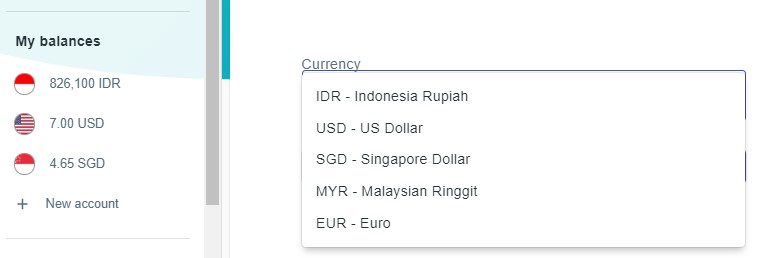 My balances
826,100 IDR
7.00 USD
4.65 SGD
+ New account
Currency
IDR - Indonesia Rupiah
USD - US Dollar
SGD - Singapore Dollar
MYR - Malaysian Ringgit
EUR - Euro